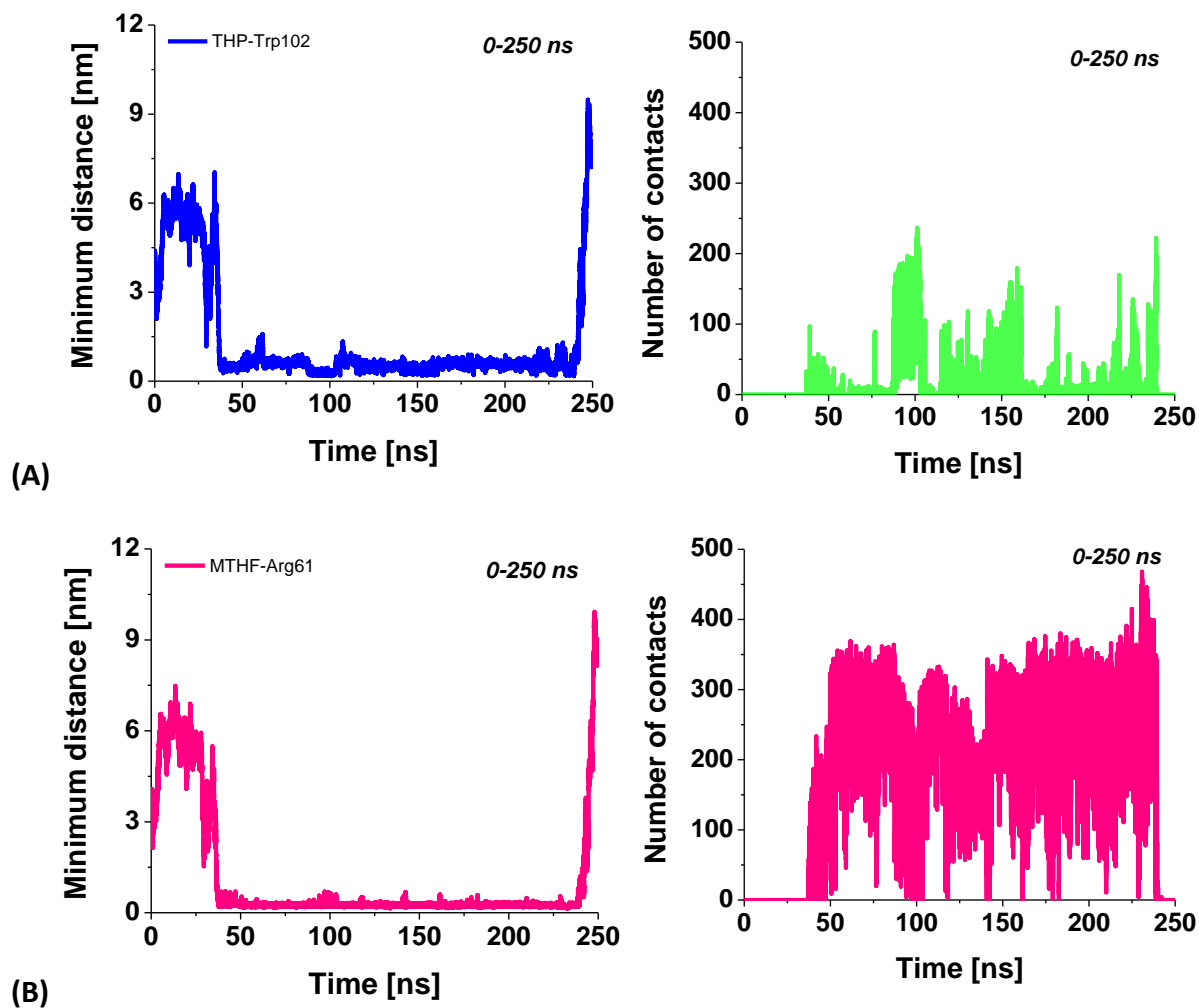 THP-Trp102
0-250 ns
Minimum distance [nm]
12
9
6
3
0
0 50 100 150 200 250
Time [ns]
0-250 ns
Number of contacts
500
400
300
200
100
0
0 50 100 150 200 250
Time [ns]
(A)
MTHF-Arg61
0-250 ns
Minimum distance [nm]
12
9
6
3
0
0 50 100 150 200 250
Time [ns]
0-250 ns
Number of contacts
500
400
300
200
100
0
0 50 100 150 200 250
Time [ns]
(B)